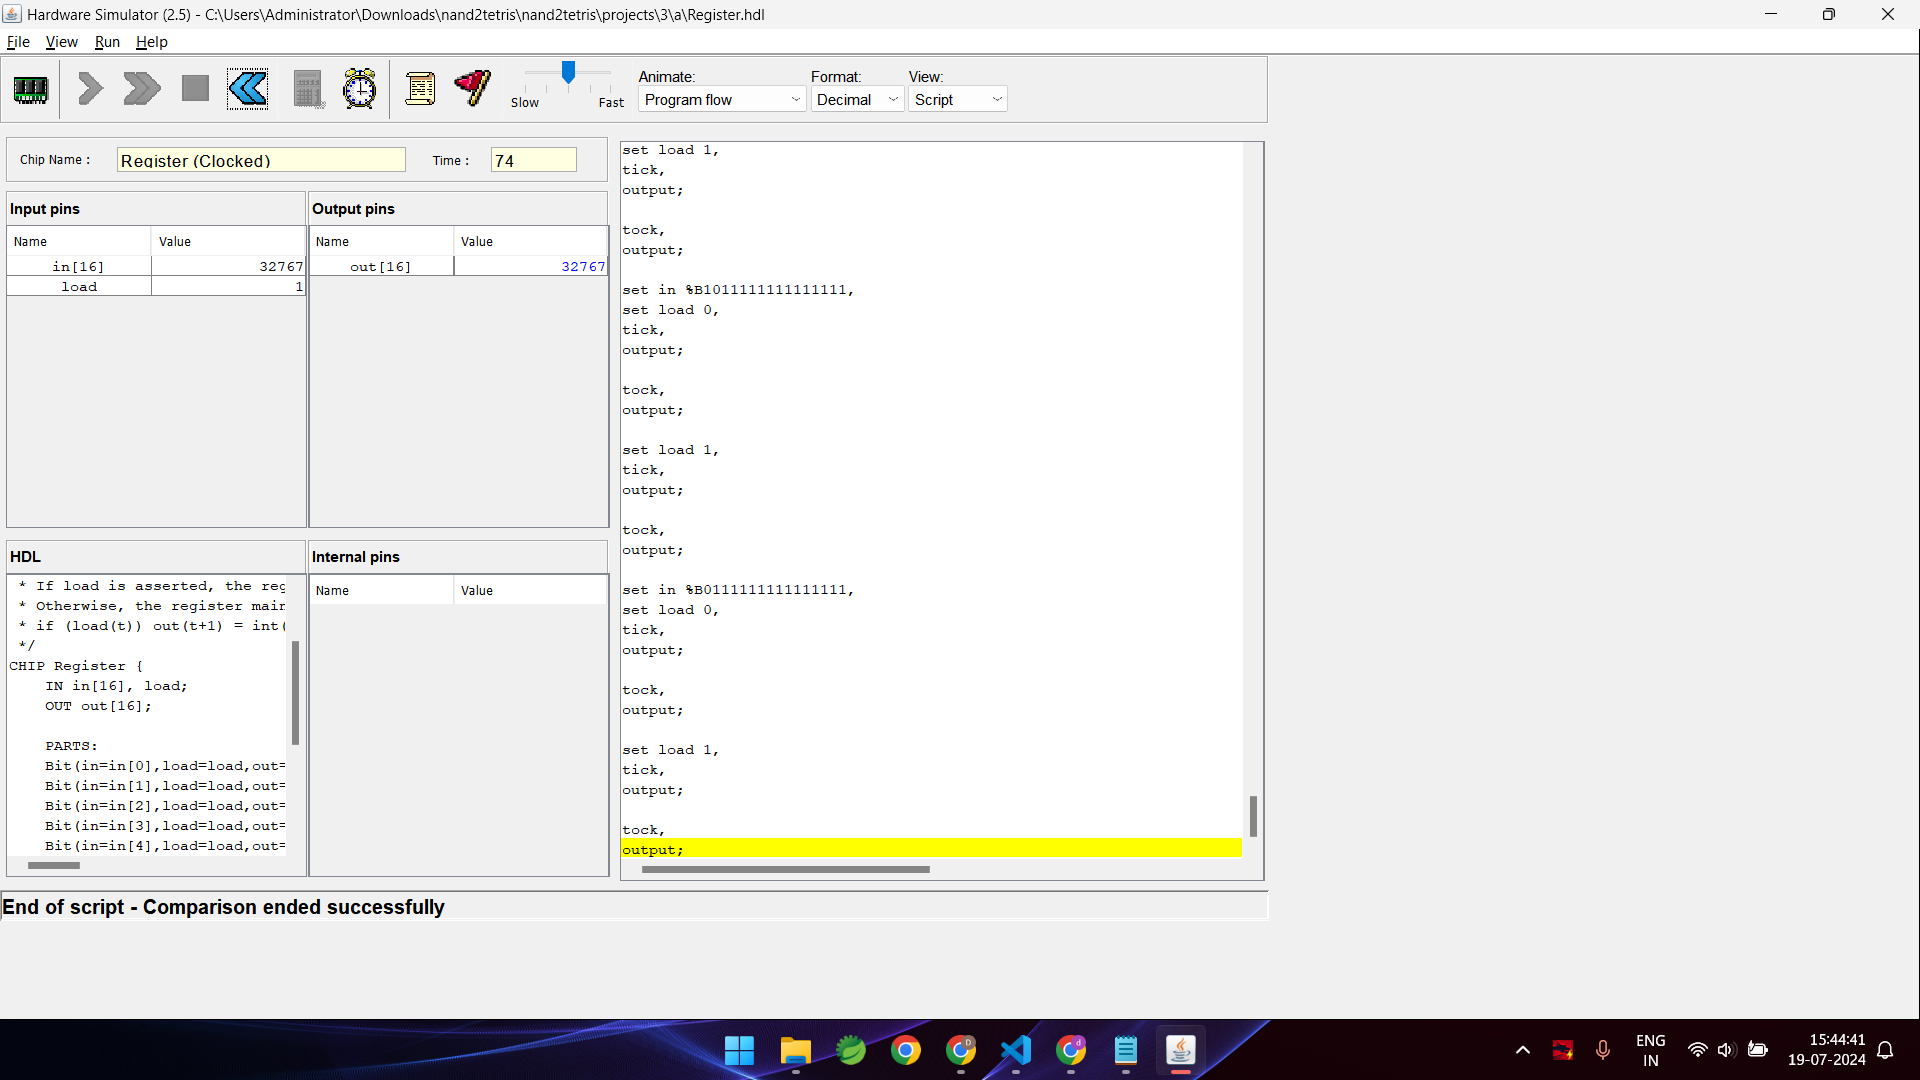 Hardware Simulator (2.5) - C:\Users\Administrator\Downloads\nand2tetris\nand2tetris\projects\3\a\Register.hdl
File View Run Help
Slow Fast
Animate: Format: View:
Program flow Decimal Script
Chip Name : Register (Clocked) Time : 74
Input pins
Name Value
in[16] 32767
load 1
Output pins
Name Value
out[16] 32767
HDL
* If load is asserted, the reg
* Otherwise, the register main
* if (load(t)) out(t+1) = int(
*/
CHIP Register {
IN in[16], load;
OUT out[16];
PARTS:
Bit(in=in[0],load=load,out=
Bit(in=in[1],load=load,out=
Bit(in=in[2],load=load,out=
Bit(in=in[3],load=load,out=
Bit(in=in[4],load=load,out=
Internal pins
Name Value
set load 1,
tick,
output;
tock,
output;
set in %B1011111111111111,
set load 0,
tick,
output;
tock,
output;
set load 1,
tick,
output;
tock,
output;
set in %B0111111111111111,
set load 0,
tick,
output;
tock,
output;
set load 1,
tick,
output;
tock,
output;
End of script - Comparison ended successfully
D
d
ENG
IN
15:44:41
19-07-2024